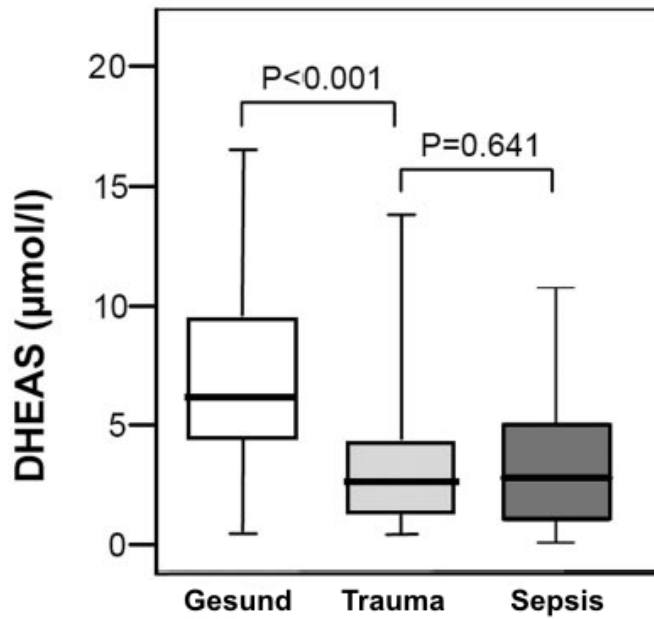 20
P<0.001
P=0.641
15
10
5
0
DHEAS (µmol/l)
Gesund Trauma Sepsis